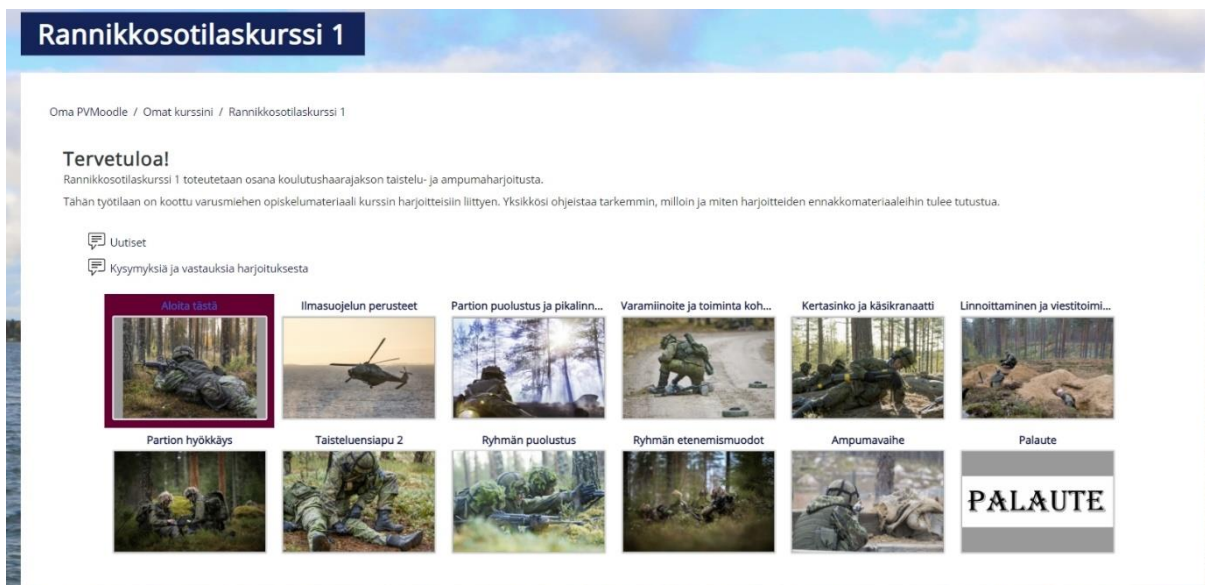 Rannikkosotilaskurssi 1
Oma PVMoodle / Omat kurssini / Rannikkosotilaskurssi 1
Tervetuloa!
Rannikkosotilaskurssi 1 toteutetaan osana koulutushaarajakson taistelu- ja ampumaharjoitusta.
Tähän työtilaan on koottu varusmiehen opiskelumateriaali kurssin harjoitteisiin liittyen. Yksikkösi ohjeistaa tarkemmin, milloin ja miten harjoitteiden ennakkomateriaaleihin tulee tutustua.
Uutiset
Kysymyksiä ja vastauksia harjoituksesta
Aloita tästä Ilmasuojelun perusteet Partion puolustus ja pikalinn... Varamiinoite ja toiminta koh... Kertasinko ja käsikranaatti Linnoittaminen ja viestitoimi...
Partion hyökkäys Taisteluensiapu 2 Ryhmän puolustus Ryhmän etenemismuodot Ampumavaihe Palaute
PALAUTE